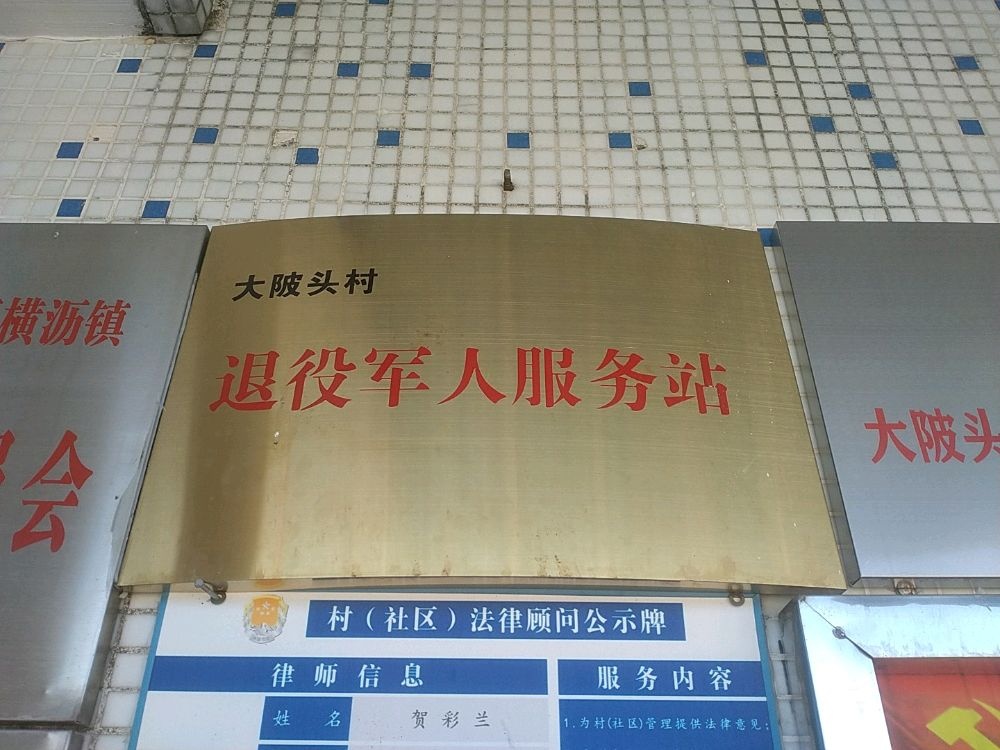 横沥镇
会
大陂头村
退役军人服务站
大陂头
村（社区）法律顾问公示牌
律师信息
服务内容
姓名
贺彩兰
1.为村(社区)管理提供法律意见;